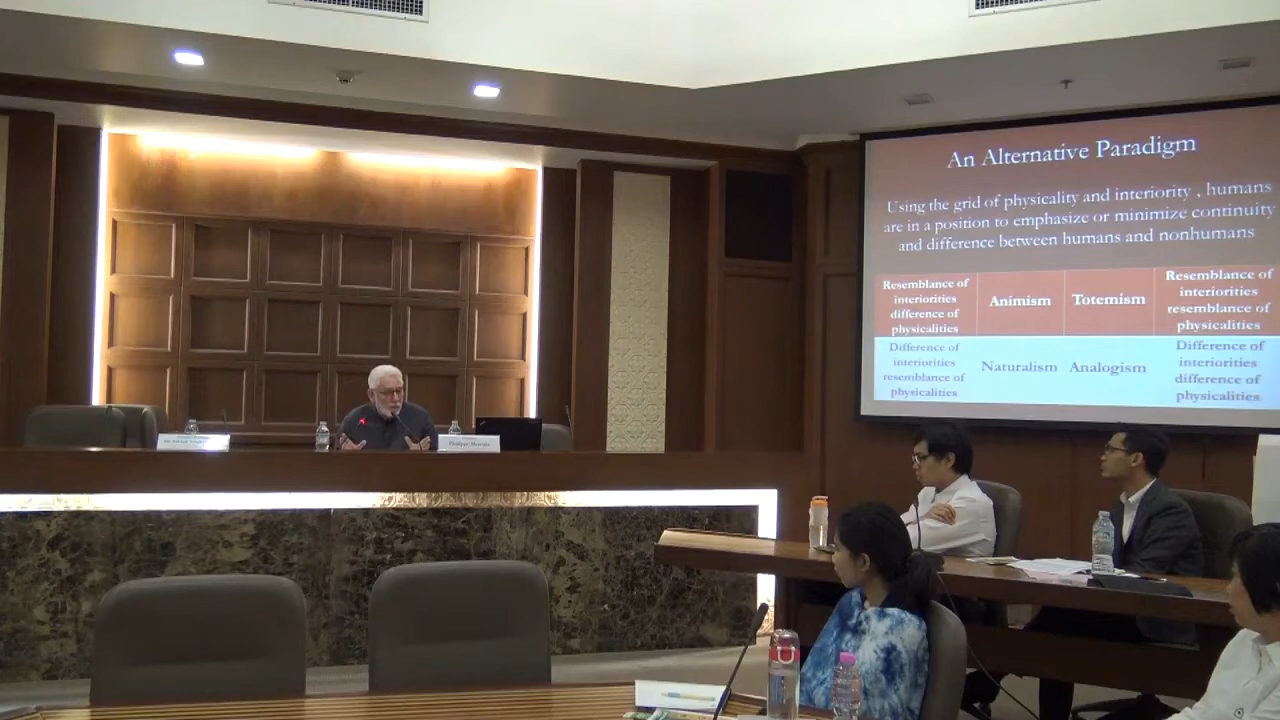 An Alternative Paradigm
Using the grid of physicality and interiority , humans
are in a position to emphasize or minimize continuity
and difference between humans and nonhumans
Resemblance of
interiorities
difference of
physicalities
Animism
Totemism
Resemblance of
interiorities
resemblance of
physicalities
Difference of
interiorities
resemblance of
physicalities
Naturalism
Analogism
Difference of
interiorities
difference of
physicalities